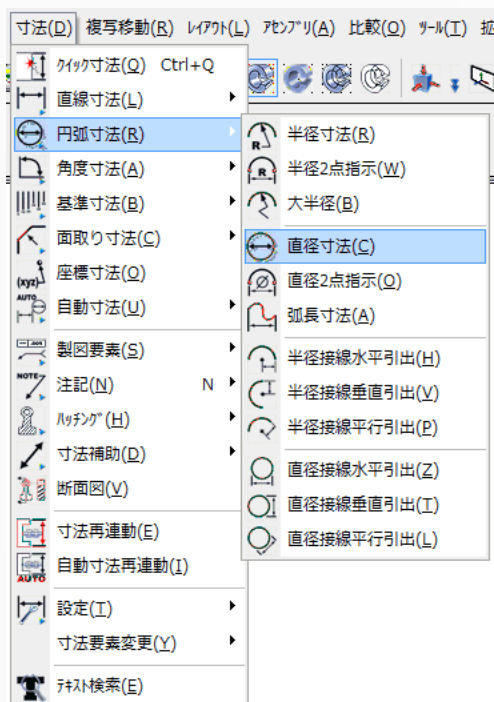 寸法(D) 複写移動(R) ﾚｲｱｳﾄ(L) ｱｾﾝﾌﾞﾘ(A) 比較(O) ﾂｰﾙ(T) 拡
ｸｲｯｸ寸法(Q) Ctrl+Q
直線寸法(L)
円弧寸法(R)
角度寸法(A)
基準寸法(B)
面取り寸法(C)
(xyz) 座標寸法(O)
AUTO 自動寸法(U)
製図要素(S)
NOTE 注記(N) N
ﾊｯﾁﾝｸﾞ(H)
寸法補助(D)
断面図(V)
寸法再連動(E)
AUTO 自動寸法再連動(I)
設定(T)
寸法要素変更(Y)
ﾃｷｽﾄ検索(E)
R 半径寸法(R)
R 半径2点指示(W)
大半径(B)
直径寸法(C)
直径2点指示(O)
弧長寸法(A)
半径接線水平引出(H)
半径接線垂直引出(V)
半径接線平行引出(P)
直径接線水平引出(Z)
直径接線垂直引出(T)
直径接線平行引出(L)